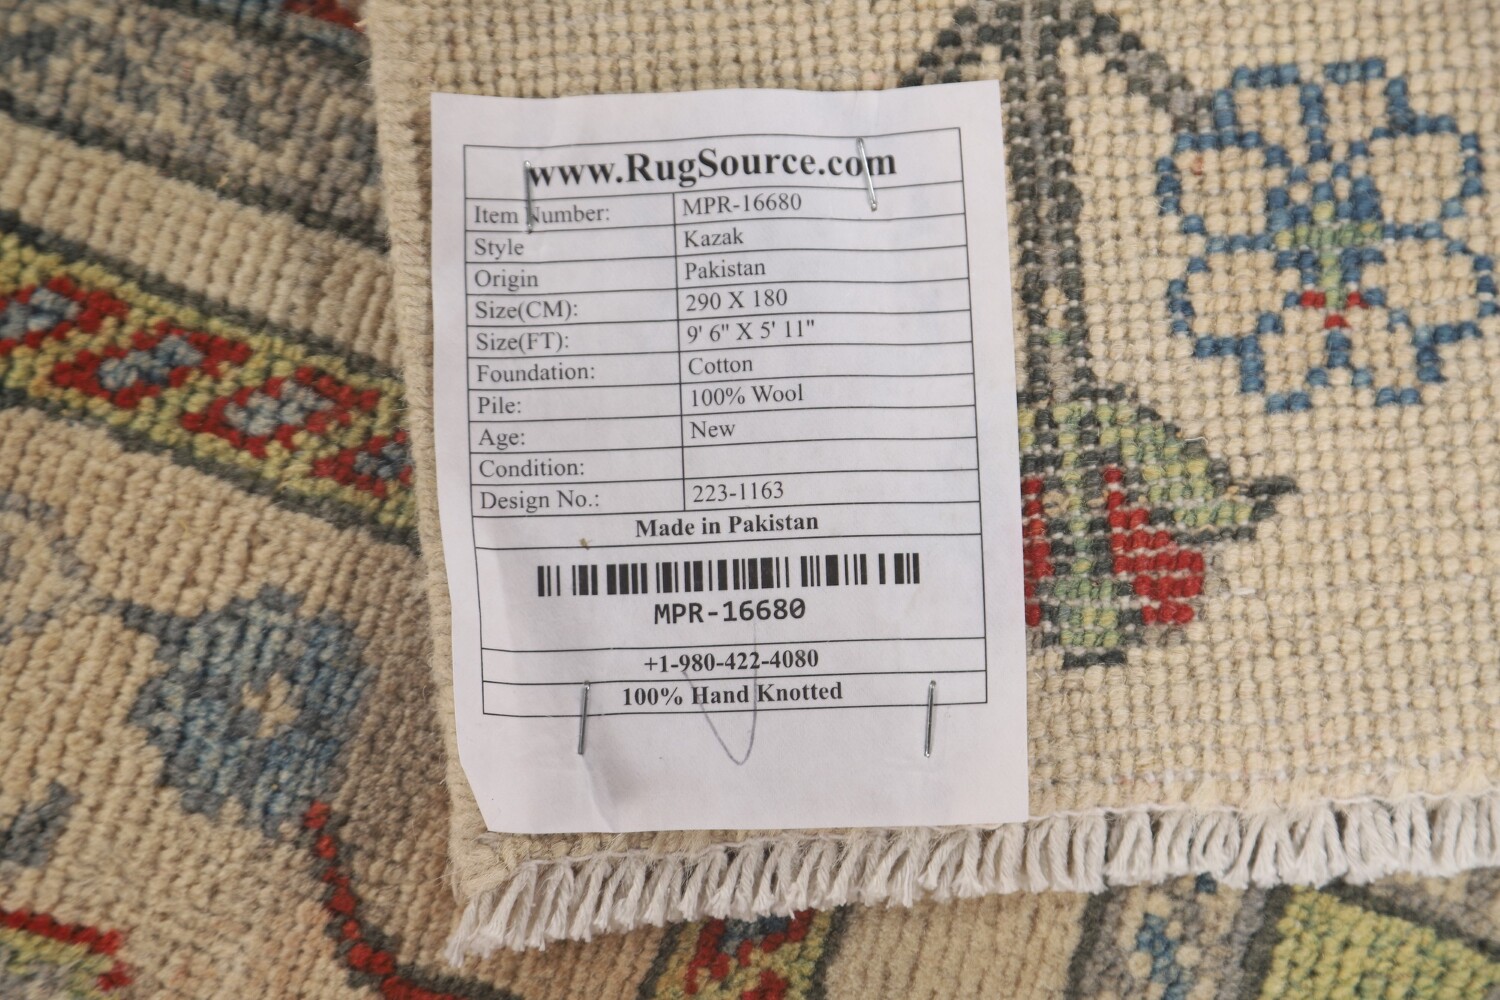 www.RugSource.com
Item Number: MPR-16680
Style Kazak
Origin Pakistan
Size(CM): 290 X 180
Size(FT): 9' 6" X 5' 11"
Foundation: Cotton
Pile: 100% Wool
Age: New
Condition:
Design No.: 223-1163
Made in Pakistan
MPR-16680
+1-980-422-4080
100% Hand Knotted